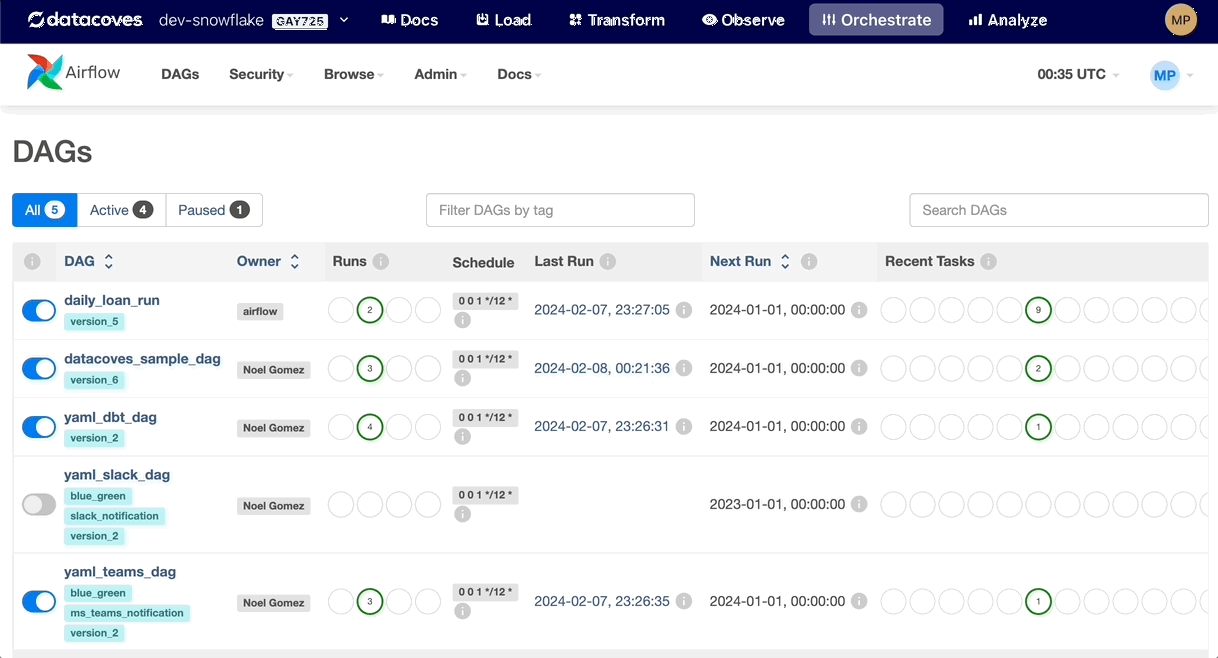 datacoves dev-snowflake GAY725 Docs Load Transform Observe Orchestrate Analyze MP
Airflow DAGs Security Browse Admin Docs 00:35 UTC MP
DAGs
All 5 Active 4 Paused 1 Filter DAGs by tag Search DAGs
DAG Owner Runs Schedule Last Run Next Run Recent Tasks
daily_loan_run
version_5
airflow 2 0 0 1 */12 * 2024-02-07, 23:27:05 2024-01-01, 00:00:00 9
datacoves_sample_dag
version_6
Noel Gomez 3 0 0 1 */12 * 2024-02-08, 00:21:36 2024-01-01, 00:00:00 2
yaml_dbt_dag
version_2
Noel Gomez 4 0 0 1 */12 * 2024-02-07, 23:26:31 2024-01-01, 00:00:00 1
yaml_slack_dag
blue_green
slack_notification
version_2
Noel Gomez 0 0 1 */12 * 2023-01-01, 00:00:00
yaml_teams_dag
blue_green
ms_teams_notification
version_2
Noel Gomez 3 0 0 1 */12 * 2024-02-07, 23:26:35 2024-01-01, 00:00:00 1